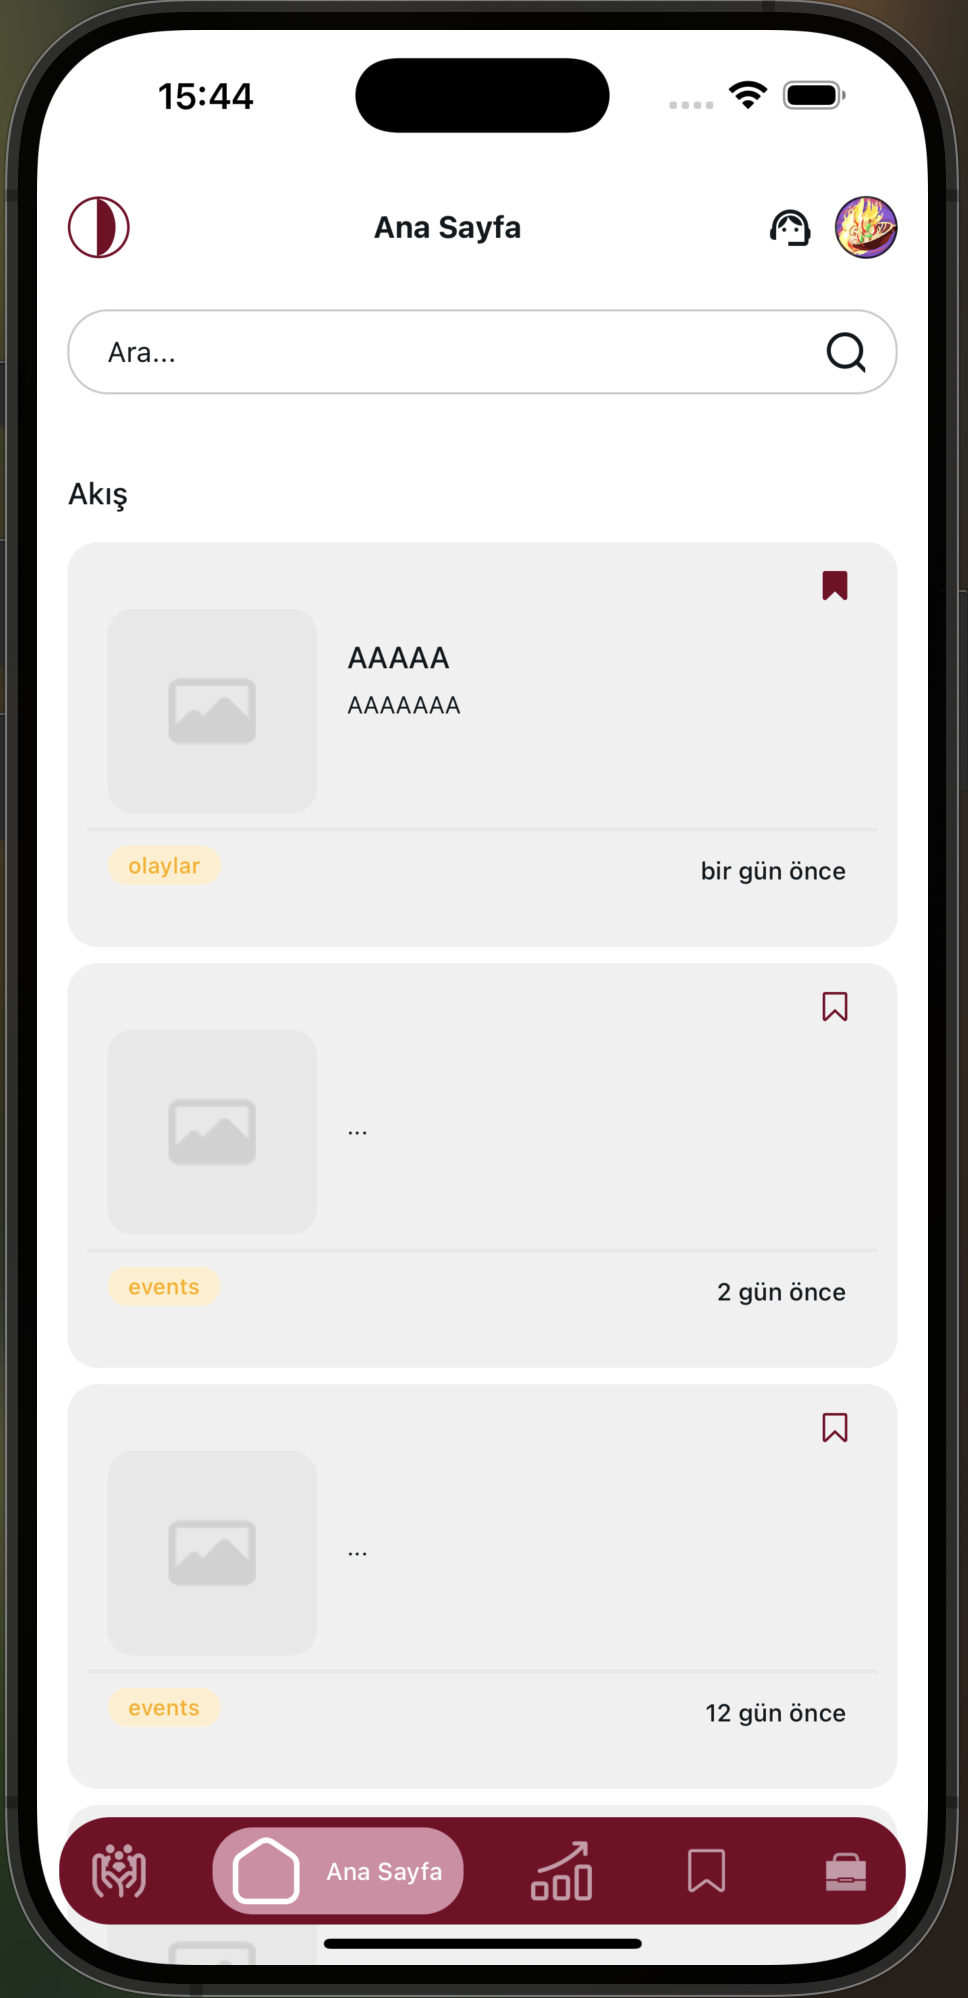 15:44
Ana Sayfa
Ara...
Akış
AAAAA
AAAAAAA
olaylar
bir gün önce
...
events
2 gün önce
...
events
12 gün önce
Ana Sayfa